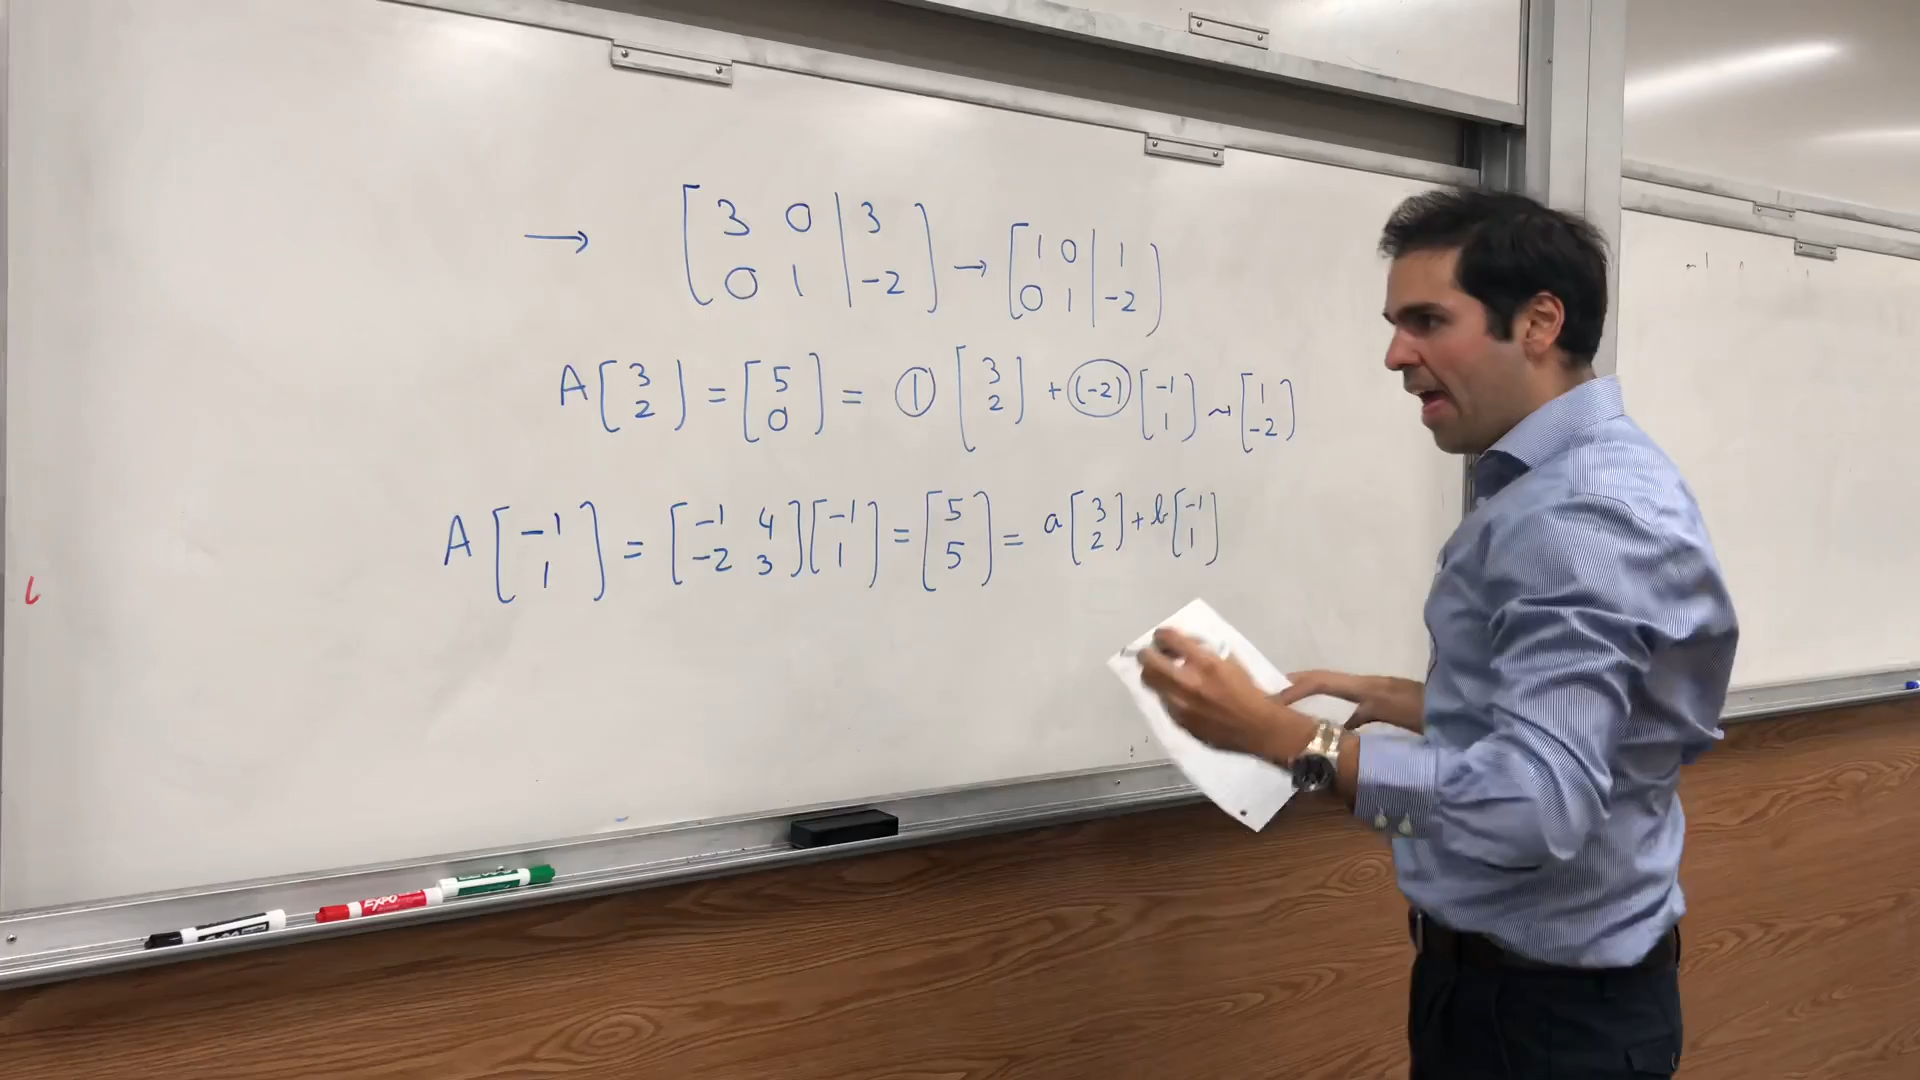 → [3 0 | 3; 0 1 | -2] → [1 0 | 1; 0 1 | -2]
A [3; 2] = [5; 0] = 1 [3; 2] + (-2) [-1; 1] ~> [1; -2]
A [-1; 1] = [-1 4; -2 3] [-1; 1] = [5; 5] = a [3; 2] + b [-1; 1]
EXPO